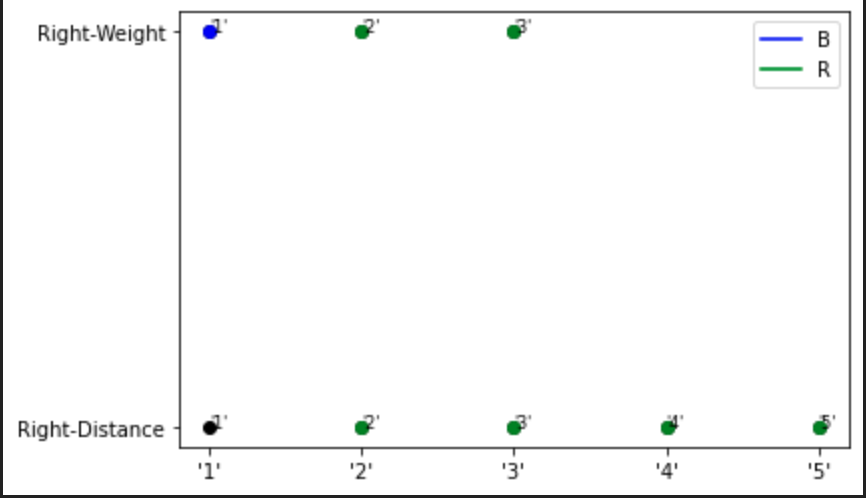 Right-Weight
1' 2' 3'
B
R
Right-Distance
1' 2' 3' 4' 5'
'1' '2' '3' '4' '5'